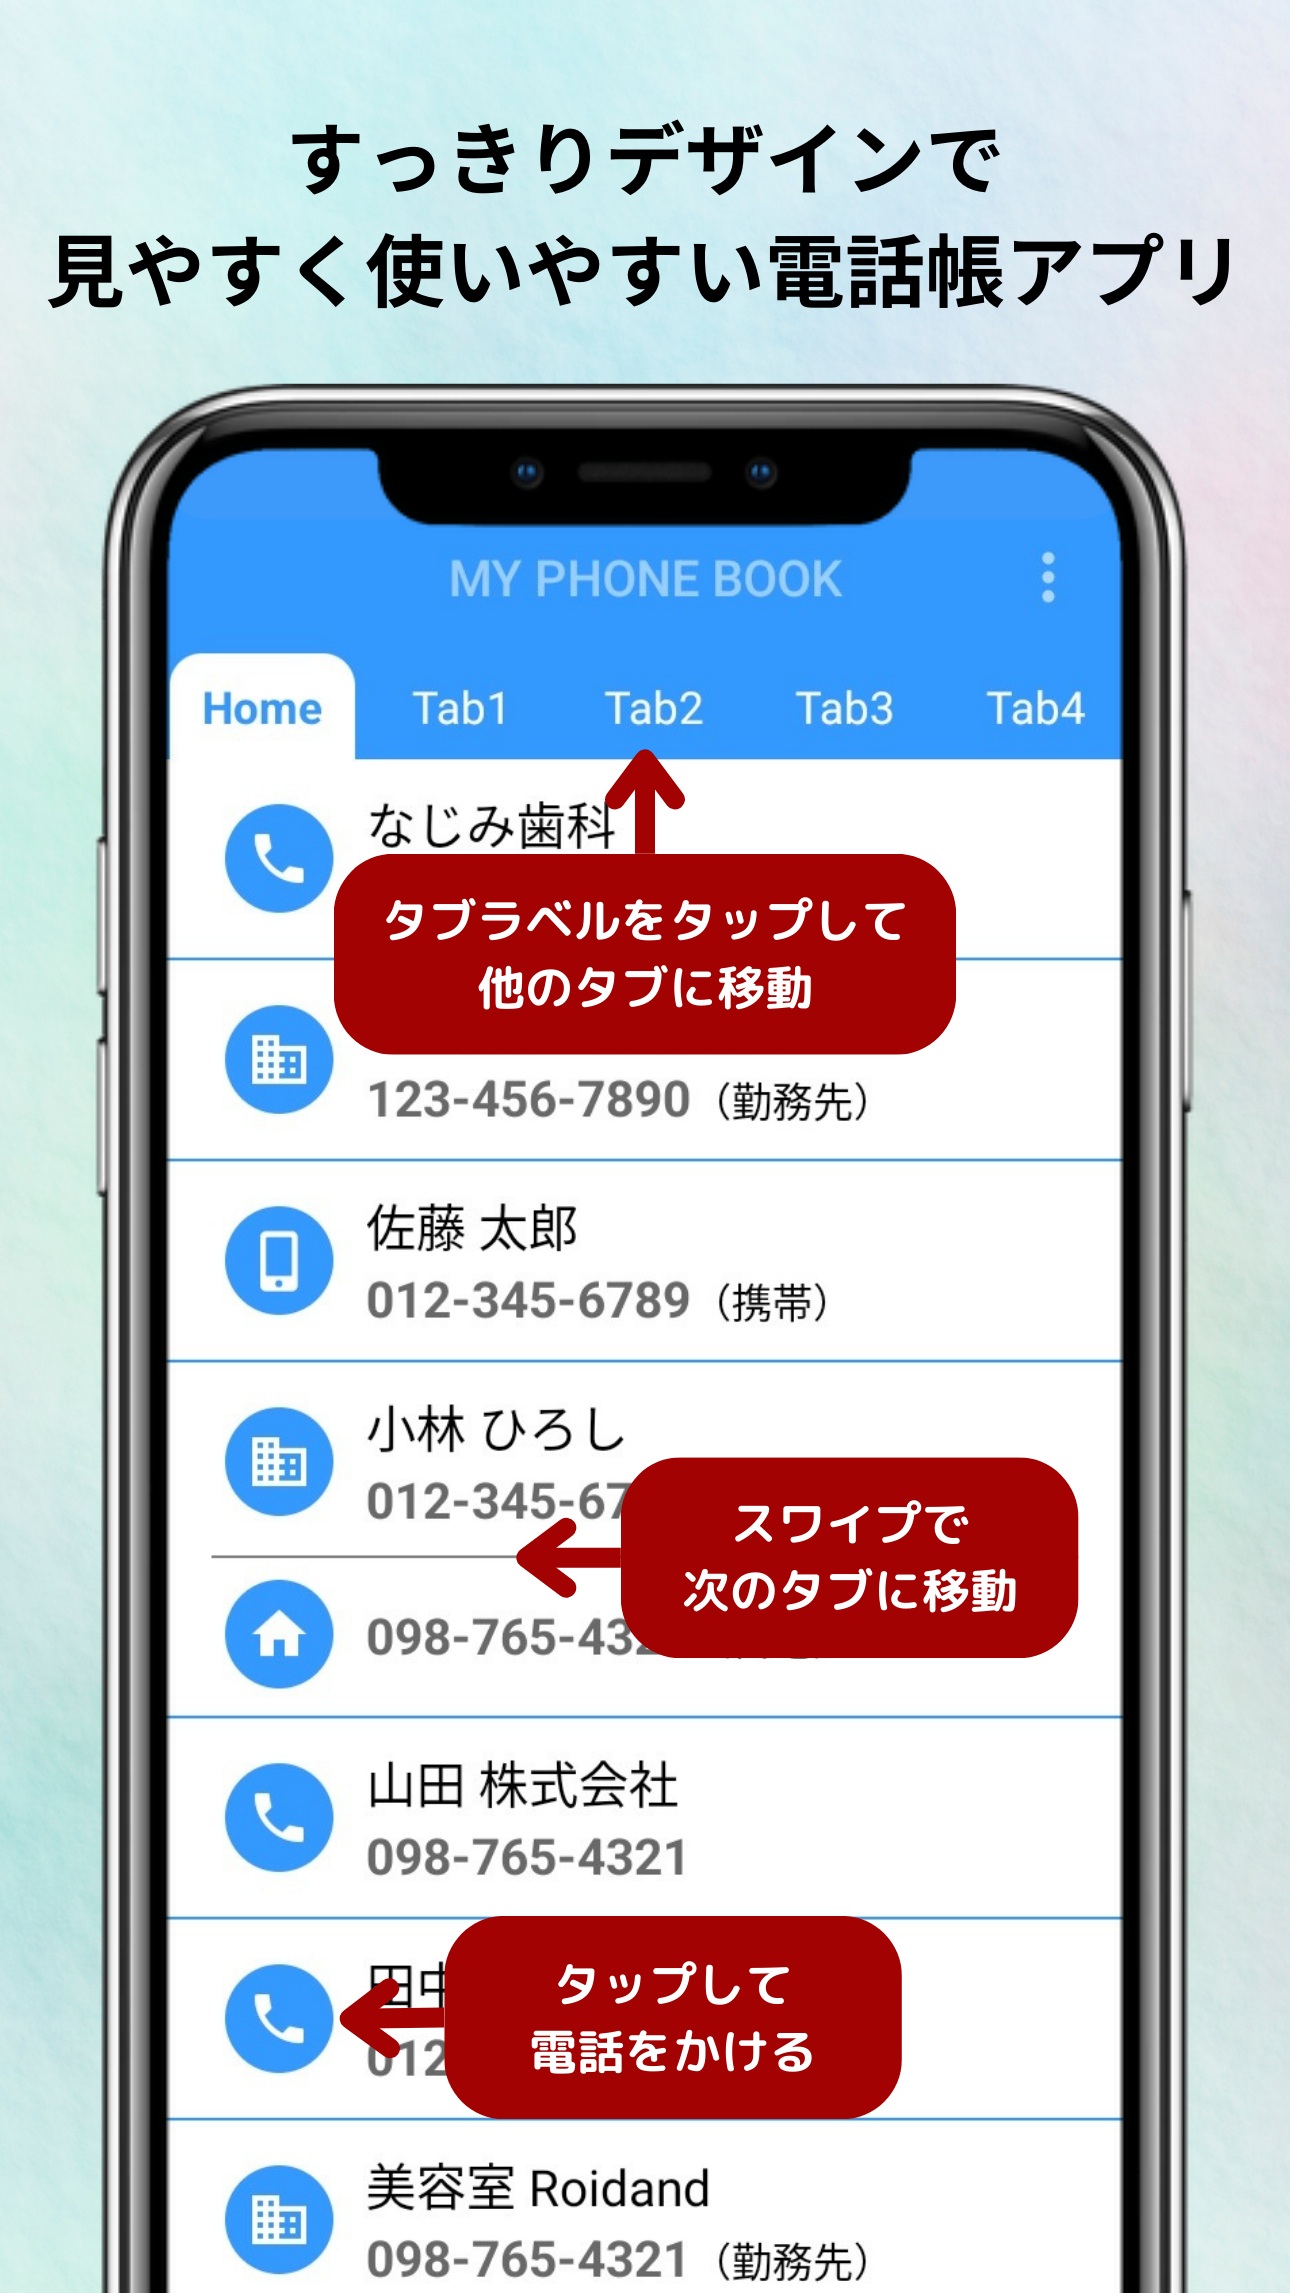 すっきりデザインで
見やすく使いやすい電話帳アプリ
MY PHONE BOOK
Home Tab1 Tab2 Tab3 Tab4
なじみ歯科
タブラベルをタップして
他のタブに移動
123-456-7890（勤務先）
佐藤 太郎
012-345-6789（携帯）
小林 ひろし
012-345-67
スワイプで
次のタブに移動
098-765-432
山田 株式会社
098-765-4321
田中
012
タップして
電話をかける
美容室 Roidand
098-765-4321（勤務先）